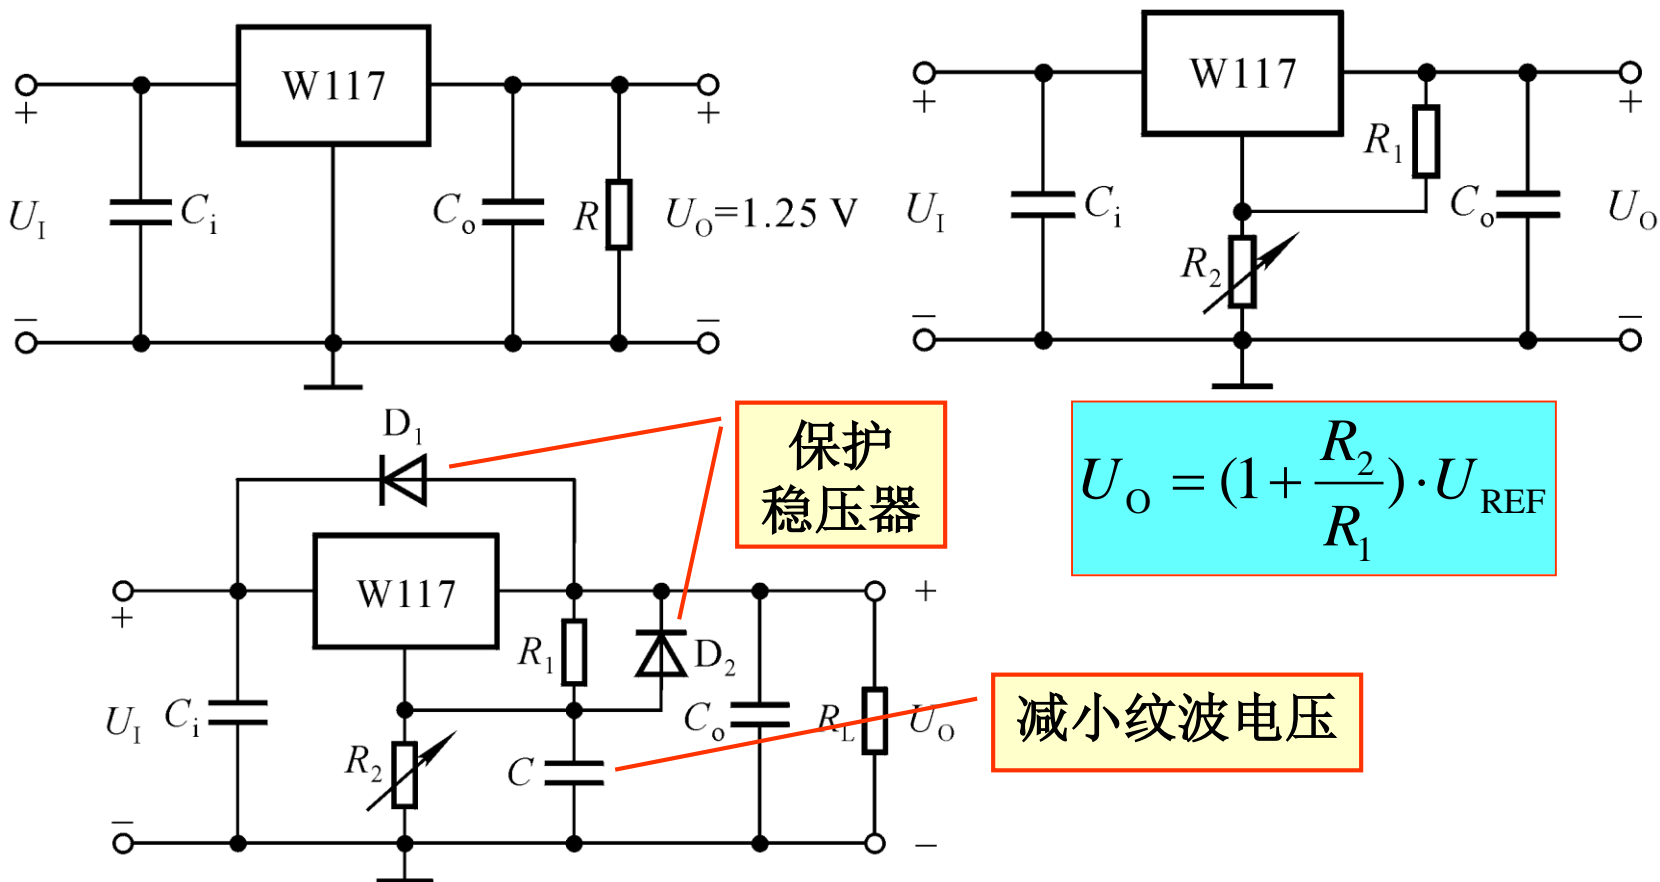 W117
+
+
U_I
C_i
C_o
R
U_O=1.25 V
−
−
W117
+
+
R_1
U_I
C_i
C_o
U_O
R_2
−
−
D_1
保护
稳压器
U_O = (1 + R_2/R_1) · U_REF
W117
+
+
R_1
D_2
U_I
C_i
C_o
R_L
U_O
减小纹波电压
R_2
C
−
−